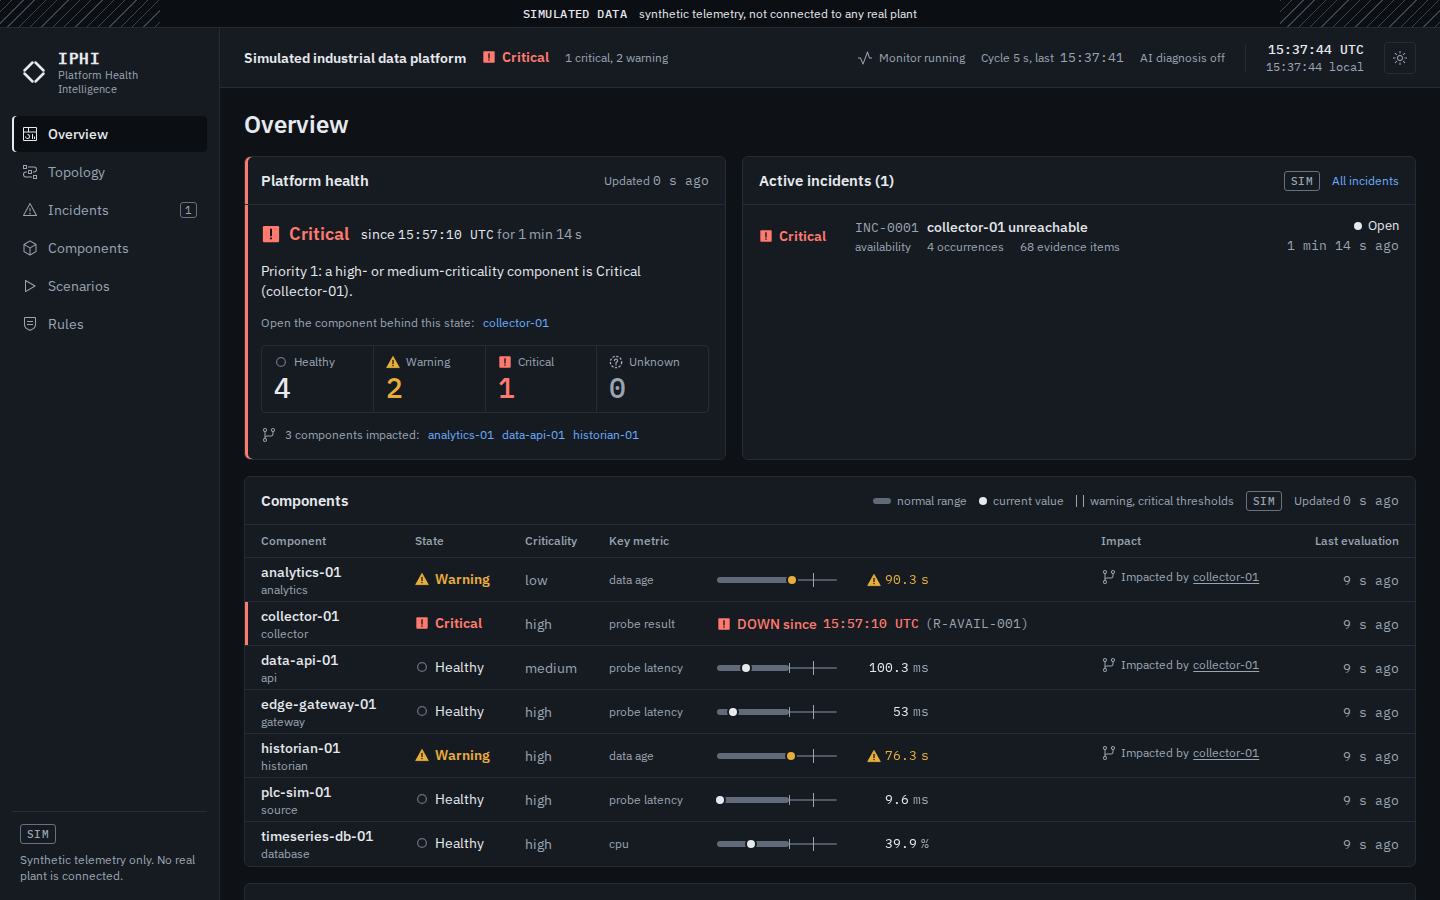 SIMULATED DATA synthetic telemetry, not connected to any real plant
IPHI
Platform Health
Intelligence
Overview
Topology
Incidents 1
Components
Scenarios
Rules
SIM
Synthetic telemetry only. No real
plant is connected.
Simulated industrial data platform Critical 1 critical, 2 warning
Monitor running Cycle 5 s, last 15:37:41 AI diagnosis off
15:37:44 UTC
15:37:44 local
Overview
Platform health Updated 0 s ago
Critical since 15:57:10 UTC for 1 min 14 s
Priority 1: a high- or medium-criticality component is Critical
(collector-01).
Open the component behind this state: collector-01
Healthy Warning Critical Unknown
4 2 1 0
3 components impacted: analytics-01 data-api-01 historian-01
Active incidents (1) SIM All incidents
Critical INC-0001 collector-01 unreachable Open
availability 4 occurrences 68 evidence items 1 min 14 s ago
Components normal range current value warning, critical thresholds SIM Updated 0 s ago
Component State Criticality Key metric Impact Last evaluation
analytics-01 Warning low data age 90.3 s Impacted by collector-01 9 s ago
analytics
collector-01 Critical high probe result DOWN since 15:57:10 UTC (R-AVAIL-001) 9 s ago
collector
data-api-01 Healthy medium probe latency 100.3 ms Impacted by collector-01 9 s ago
api
edge-gateway-01 Healthy high probe latency 53 ms 9 s ago
gateway
historian-01 Warning high data age 76.3 s Impacted by collector-01 9 s ago
historian
plc-sim-01 Healthy high probe latency 9.6 ms 9 s ago
source
timeseries-db-01 Healthy high cpu 39.9 % 9 s ago
database